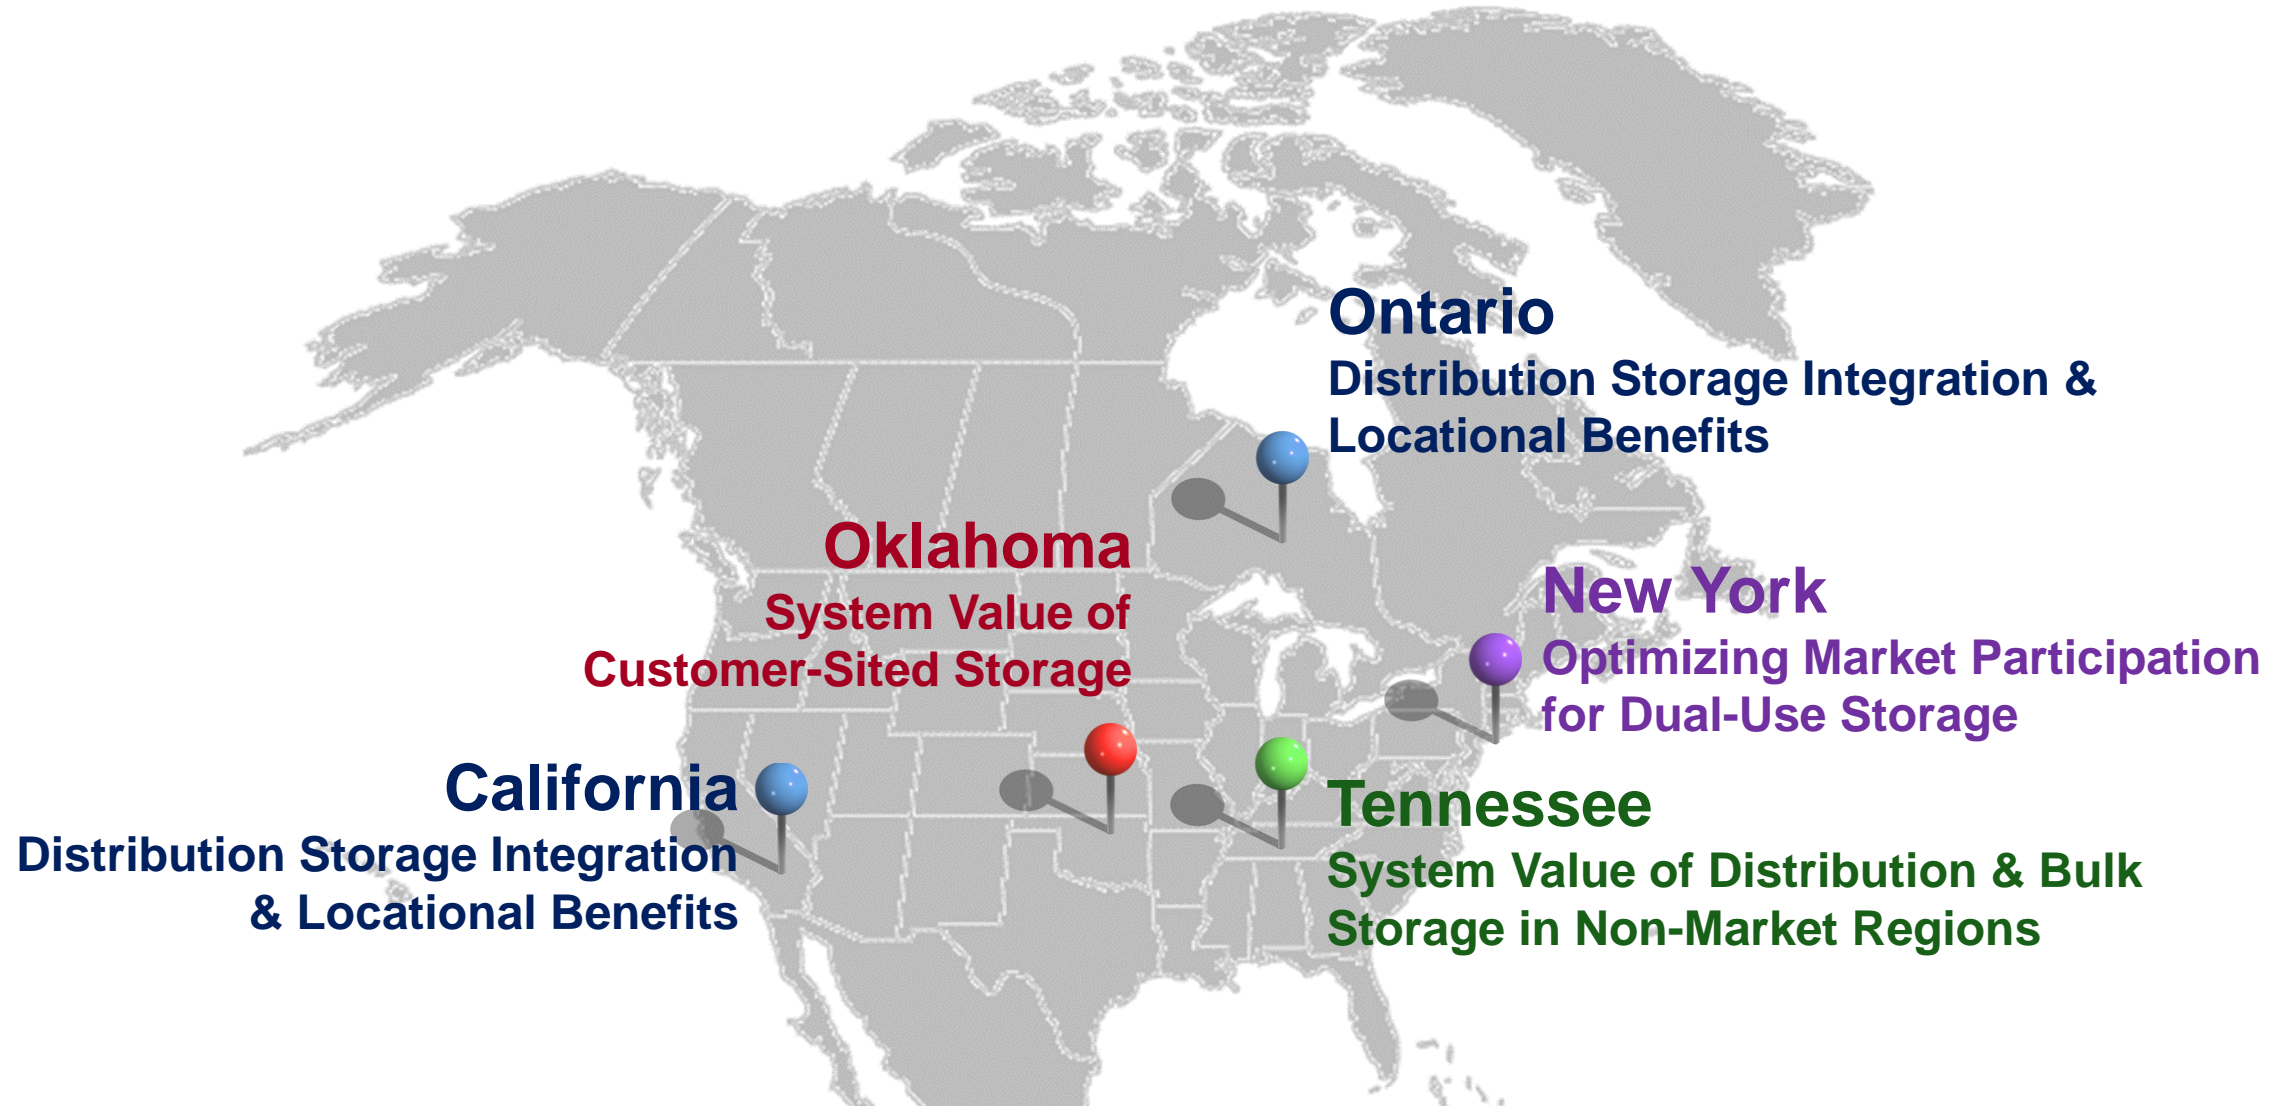 Ontario
Distribution Storage Integration &
Locational Benefits
Oklahoma
System Value of
Customer-Sited Storage
New York
Optimizing Market Participation
for Dual-Use Storage
California
Distribution Storage Integration
& Locational Benefits
Tennessee
System Value of Distribution & Bulk
Storage in Non-Market Regions